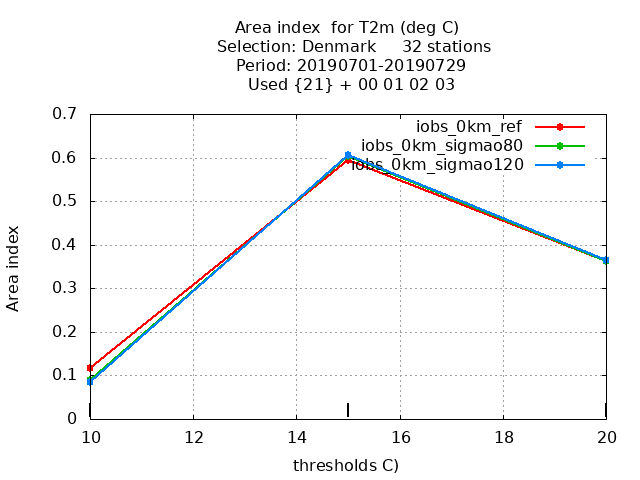 Area index  for T2m (deg C)
Selection: Denmark     32 stations
Period: 20190701-20190729
Used {21} + 00 01 02 03
0.7
iobs_0km_ref
iobs_0km_sigmao80
iobs_0km_sigmao120
0.6
0.5
0.4
0.3
0.2
0.1
0
Area index
10 12 14 16 18 20
thresholds C)